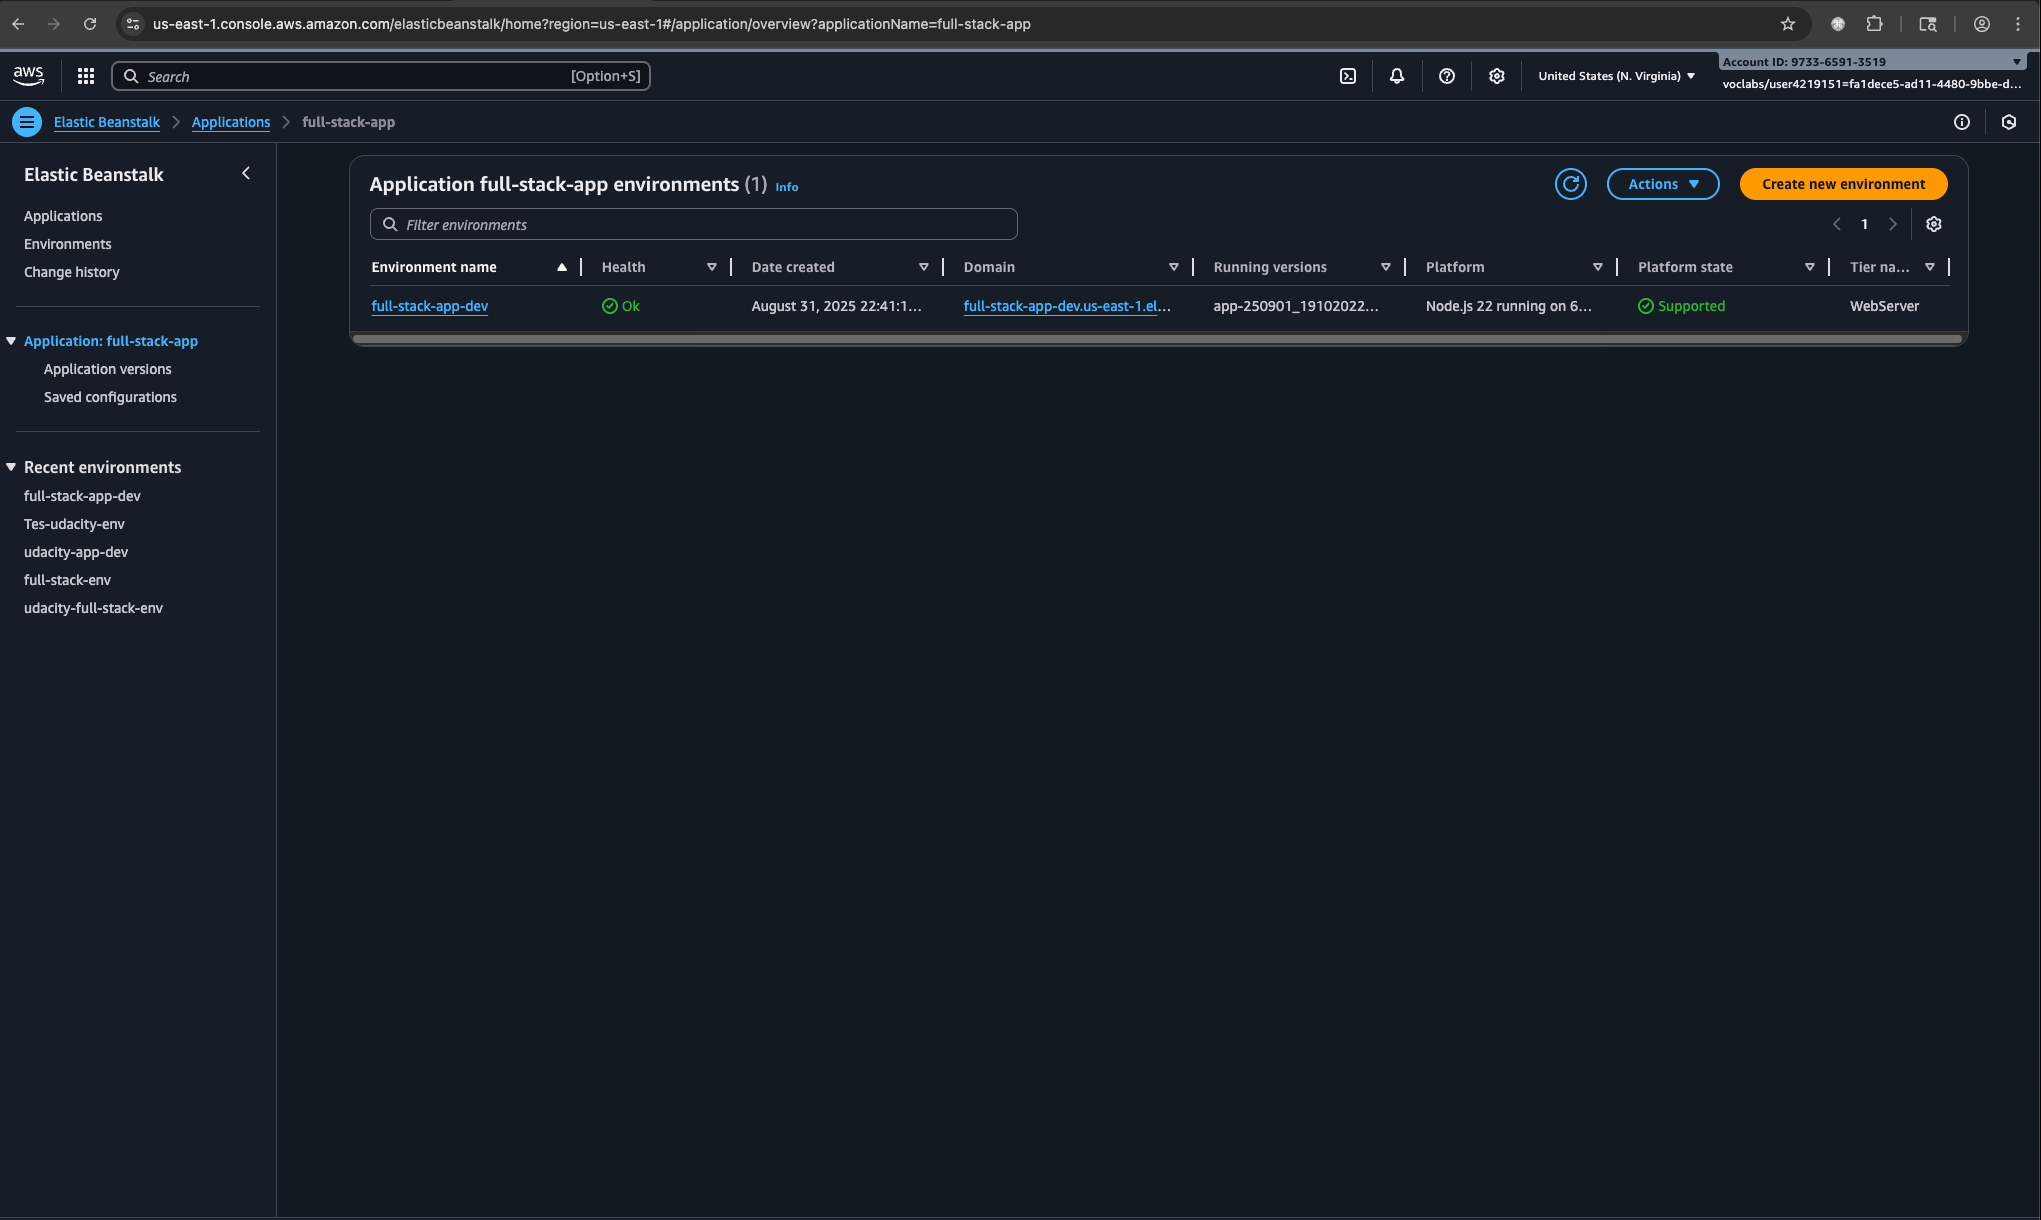 us-east-1.console.aws.amazon.com/elasticbeanstalk/home?region=us-east-1#/application/overview?applicationName=full-stack-app
aws
Search
[Option+S]
United States (N. Virginia)
Account ID: 9733-6591-3519
voclabs/user4219151=fa1dece5-ad11-4480-9bbe-d...
Elastic Beanstalk
Applications
full-stack-app
Elastic Beanstalk
Applications
Environments
Change history
Application: full-stack-app
Application versions
Saved configurations
Recent environments
full-stack-app-dev
Tes-udacity-env
udacity-app-dev
full-stack-env
udacity-full-stack-env
Application full-stack-app environments (1) Info
Actions
Create new environment
Filter environments
1
Environment name Health Date created Domain Running versions Platform Platform state Tier na...
full-stack-app-dev Ok August 31, 2025 22:41:1... full-stack-app-dev.us-east-1.el... app-250901_19102022... Node.js 22 running on 6... Supported WebServer